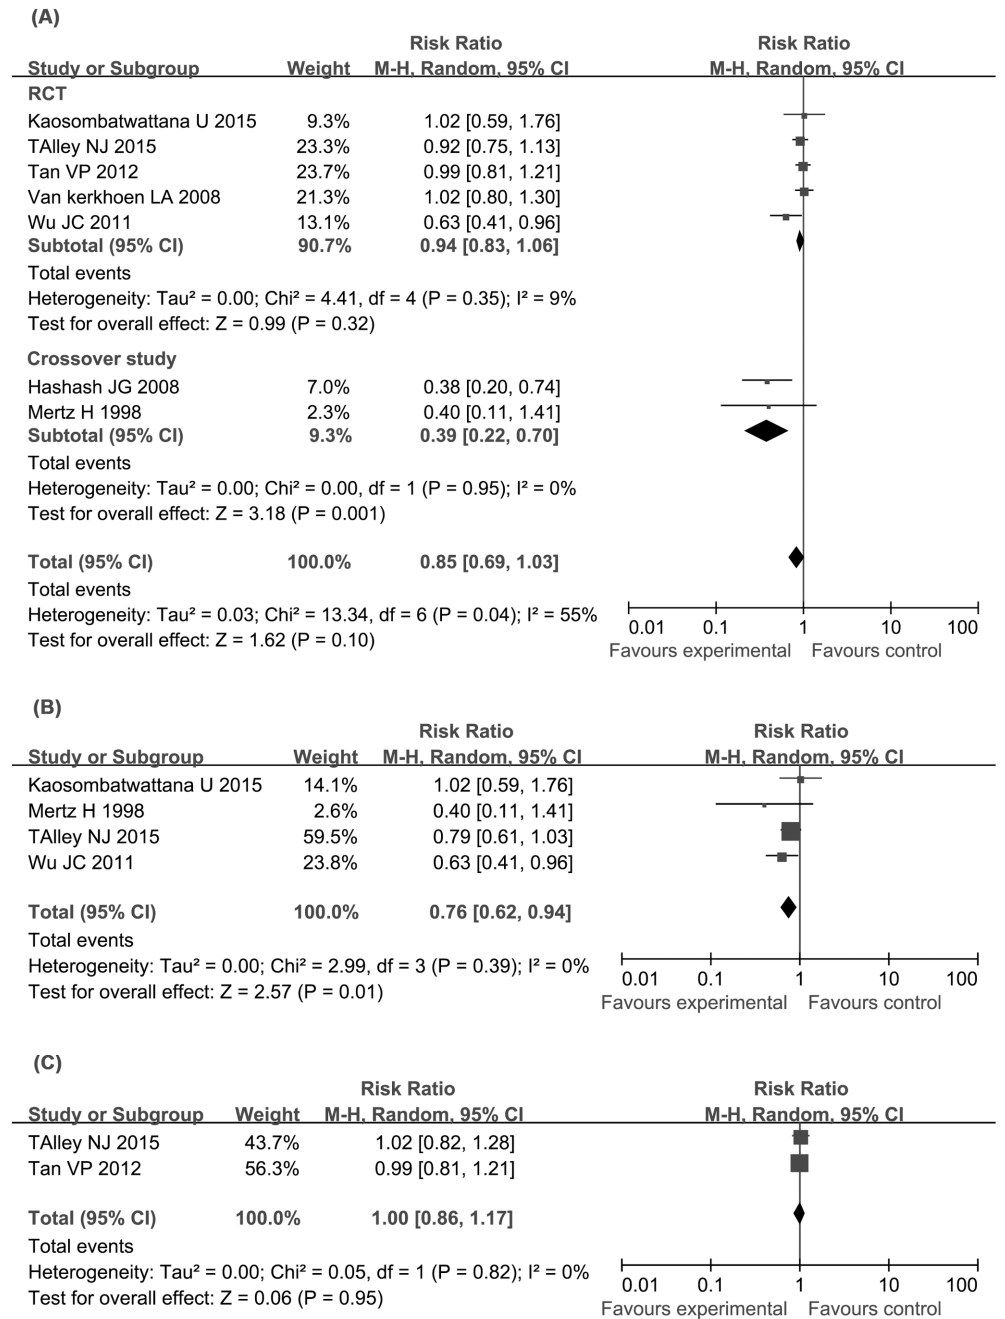 (A)
Risk Ratio Risk Ratio
Study or Subgroup Weight M-H, Random, 95% CI M-H, Random, 95% CI
RCT
Kaosombatwattana U 2015 9.3% 1.02 [0.59, 1.76]
TAlley NJ 2015 23.3% 0.92 [0.75, 1.13]
Tan VP 2012 23.7% 0.99 [0.81, 1.21]
Van kerkhoen LA 2008 21.3% 1.02 [0.80, 1.30]
Wu JC 2011 13.1% 0.63 [0.41, 0.96]
Subtotal (95% CI) 90.7% 0.94 [0.83, 1.06]
Total events
Heterogeneity: Tau² = 0.00; Chi² = 4.41, df = 4 (P = 0.35); I² = 9%
Test for overall effect: Z = 0.99 (P = 0.32)
Crossover study
Hashash JG 2008 7.0% 0.38 [0.20, 0.74]
Mertz H 1998 2.3% 0.40 [0.11, 1.41]
Subtotal (95% CI) 9.3% 0.39 [0.22, 0.70]
Total events
Heterogeneity: Tau² = 0.00; Chi² = 0.00, df = 1 (P = 0.95); I² = 0%
Test for overall effect: Z = 3.18 (P = 0.001)
Total (95% CI) 100.0% 0.85 [0.69, 1.03]
Total events
Heterogeneity: Tau² = 0.03; Chi² = 13.34, df = 6 (P = 0.04); I² = 55%
Test for overall effect: Z = 1.62 (P = 0.10)
0.01 0.1 1 10 100
Favours experimental Favours control
(B)
Risk Ratio Risk Ratio
Study or Subgroup Weight M-H, Random, 95% CI M-H, Random, 95% CI
Kaosombatwattana U 2015 14.1% 1.02 [0.59, 1.76]
Mertz H 1998 2.6% 0.40 [0.11, 1.41]
TAlley NJ 2015 59.5% 0.79 [0.61, 1.03]
Wu JC 2011 23.8% 0.63 [0.41, 0.96]
Total (95% CI) 100.0% 0.76 [0.62, 0.94]
Total events
Heterogeneity: Tau² = 0.00; Chi² = 2.99, df = 3 (P = 0.39); I² = 0%
Test for overall effect: Z = 2.57 (P = 0.01)
0.01 0.1 1 10 100
Favours experimental Favours control
(C)
Risk Ratio Risk Ratio
Study or Subgroup Weight M-H, Random, 95% CI M-H, Random, 95% CI
TAlley NJ 2015 43.7% 1.02 [0.82, 1.28]
Tan VP 2012 56.3% 0.99 [0.81, 1.21]
Total (95% CI) 100.0% 1.00 [0.86, 1.17]
Total events
Heterogeneity: Tau² = 0.00; Chi² = 0.05, df = 1 (P = 0.82); I² = 0%
Test for overall effect: Z = 0.06 (P = 0.95)
0.01 0.1 1 10 100
Favours experimental Favours control